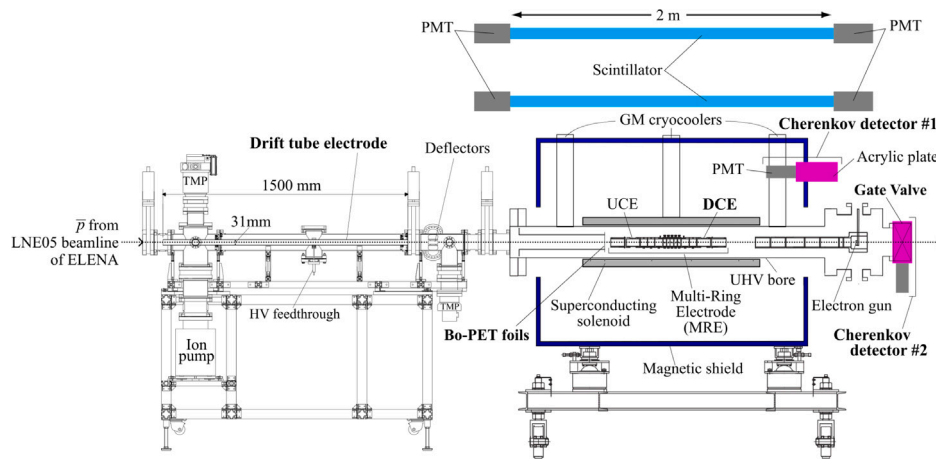 2 m
PMT
PMT
Scintillator
PMT
PMT
GM cryocoolers
Cherenkov detector #1
Drift tube electrode
Deflectors
PMT
Acrylic plate
TMP
1500 mm
Gate Valve
UCE
DCE
p̅ from
LNE05 beamline
of ELENA
31mm
UHV bore
HV feedthrough
TMP
Superconducting
solenoid
Multi-Ring
Electrode
(MRE)
Electron gun
Bo-PET foils
Cherenkov
detector #2
Ion
pump
Magnetic shield